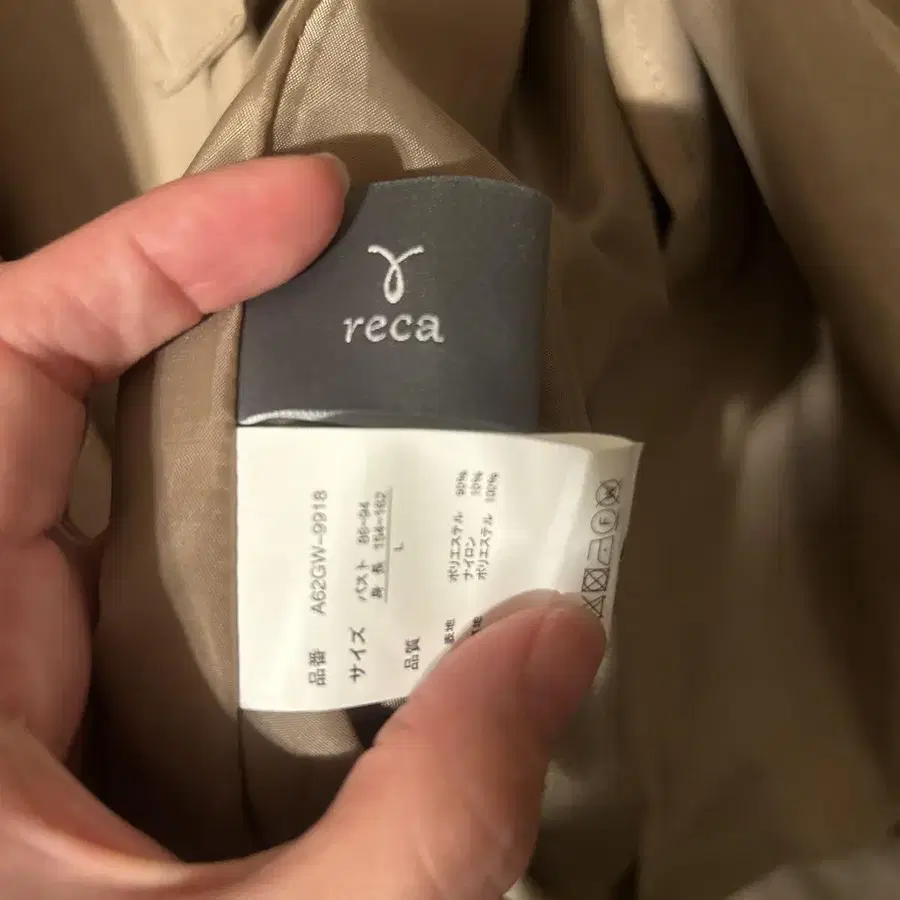 reca
品番 A62GW-9918
サイズ バスト 86-94
身長 154-162
L
品質 表地 ポリエステル 90%
ナイロン 10%
ポリエステル 100%